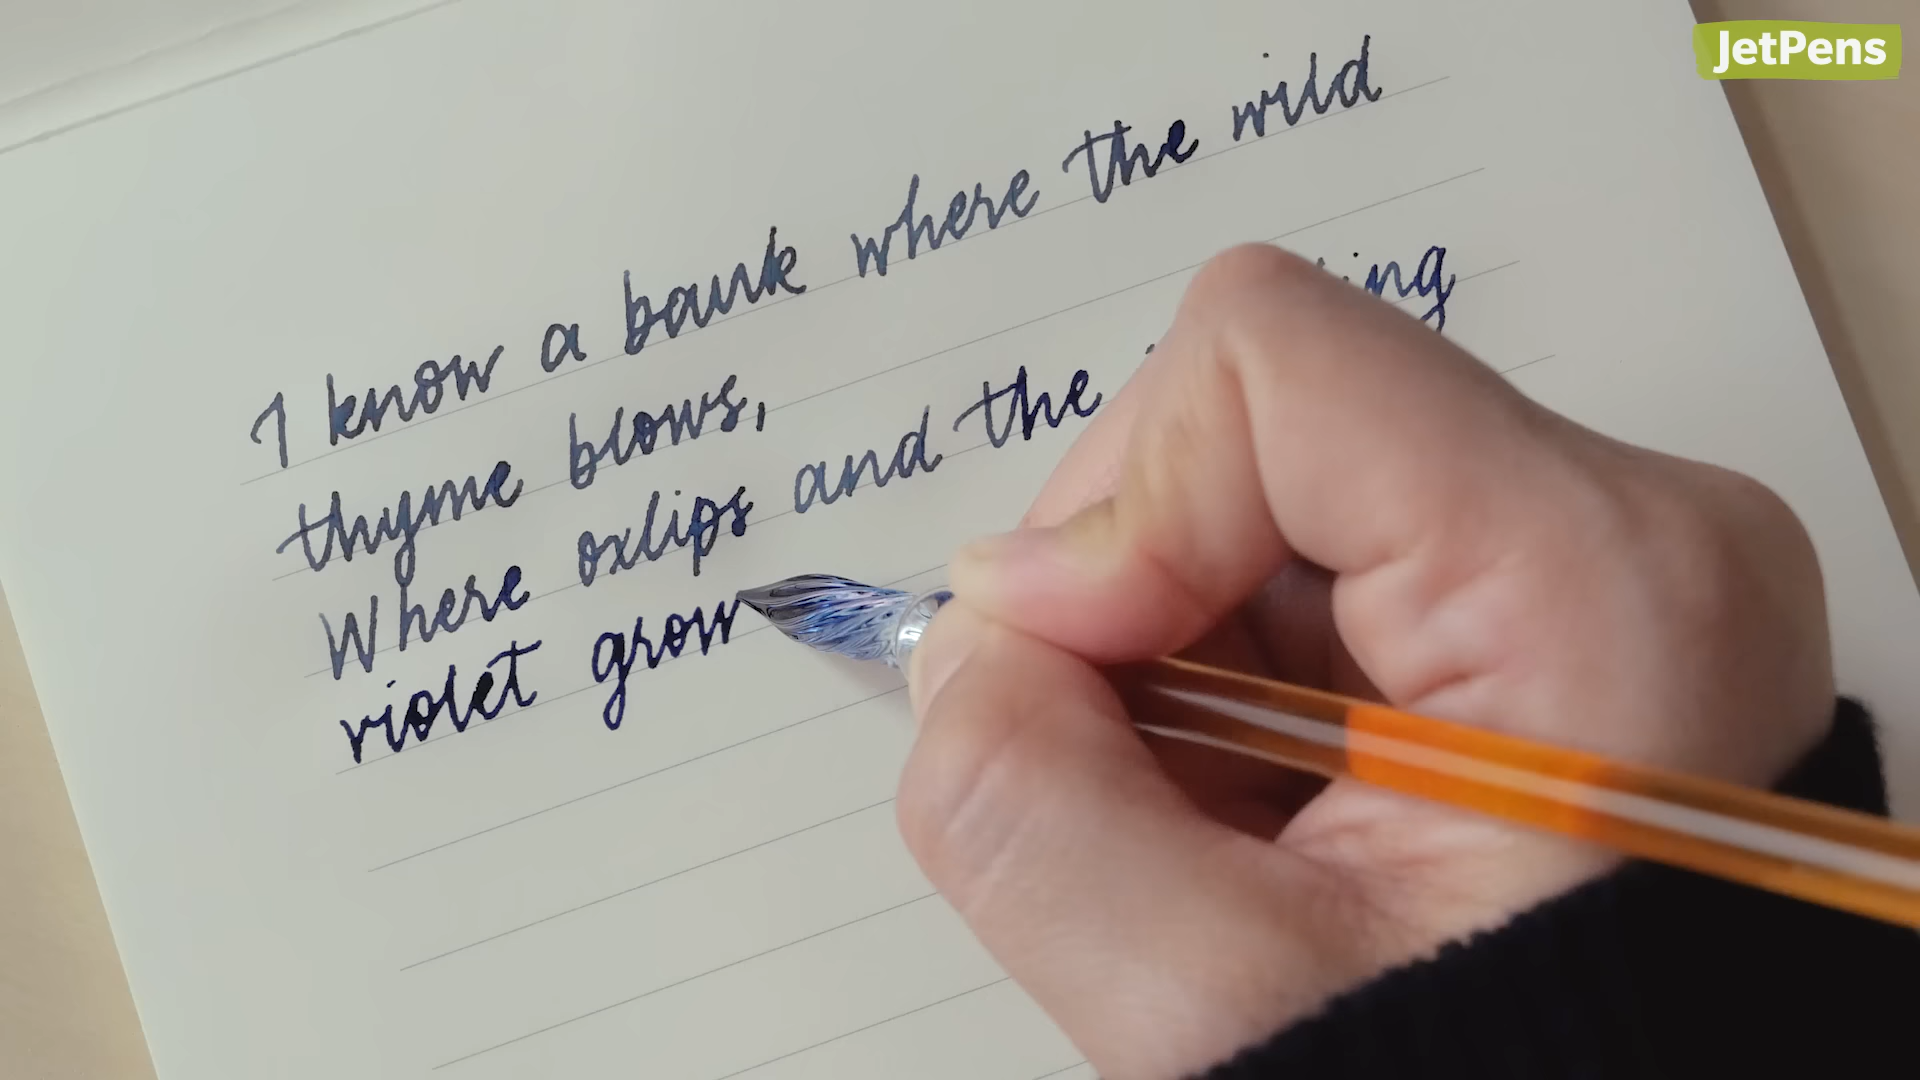 JetPens
I know a bank where the wild
thyme blows,
Where oxlips and the
violet grow